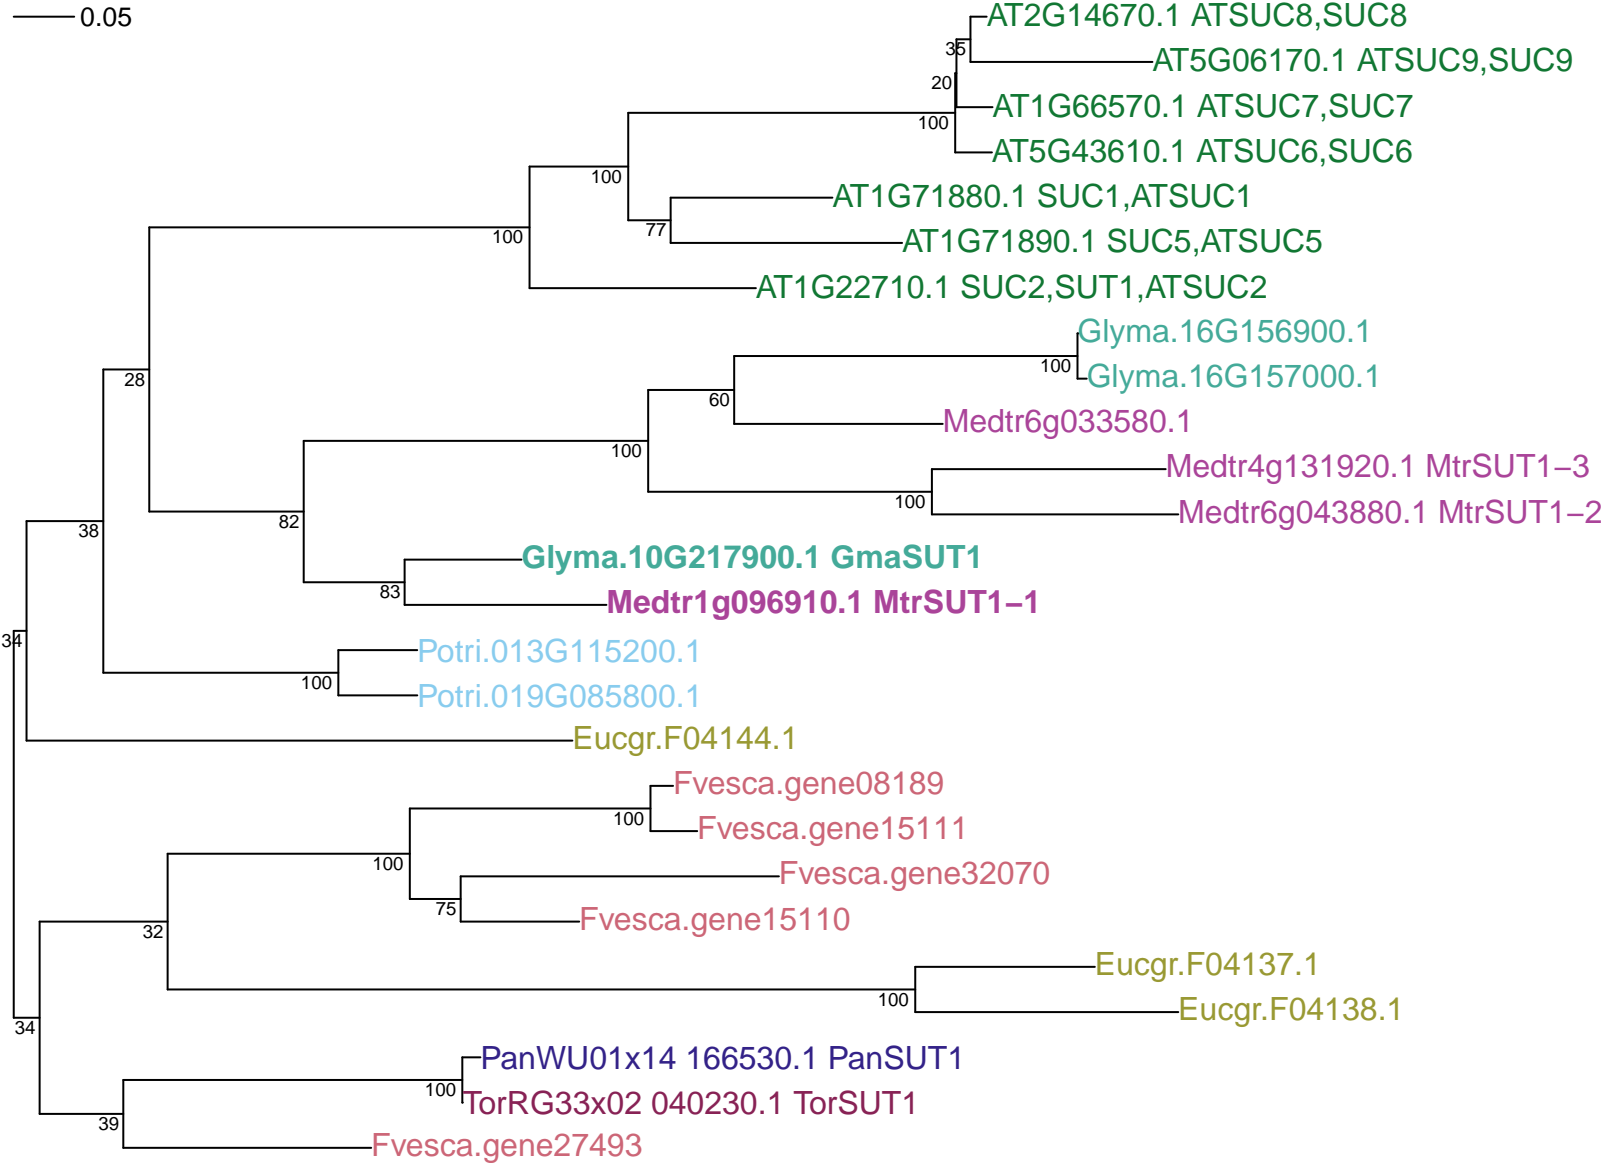 0.05
AT2G14670.1 ATSUC8,SUC8
35
AT5G06170.1 ATSUC9,SUC9
20
AT1G66570.1 ATSUC7,SUC7
100
AT5G43610.1 ATSUC6,SUC6
100
AT1G71880.1 SUC1,ATSUC1
77
AT1G71890.1 SUC5,ATSUC5
100
AT1G22710.1 SUC2,SUT1,ATSUC2
Glyma.16G156900.1
100
Glyma.16G157000.1
28
60
Medtr6g033580.1
100
Medtr4g131920.1 MtrSUT1–3
100
Medtr6g043880.1 MtrSUT1–2
82
38
Glyma.10G217900.1 GmaSUT1
83
Medtr1g096910.1 MtrSUT1–1
34
Potri.013G115200.1
100
Potri.019G085800.1
Eucgr.F04144.1
Fvesca.gene08189
100
Fvesca.gene15111
100
Fvesca.gene32070
75
Fvesca.gene15110
32
Eucgr.F04137.1
100
Eucgr.F04138.1
34
PanWU01x14 166530.1 PanSUT1
100
TorRG33x02 040230.1 TorSUT1
39
Fvesca.gene27493